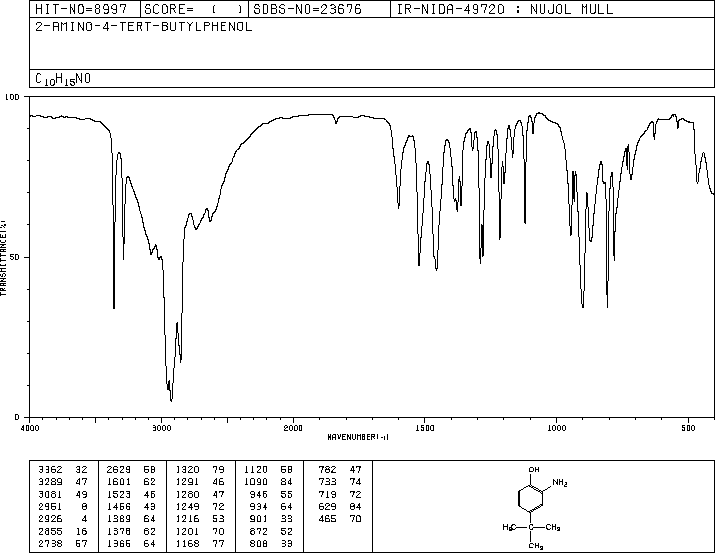 HIT-NO=8997 SCORE= ( ) SDBS-NO=23676 IR-NIDA-49720 : NUJOL MULL
2-AMINO-4-TERT-BUTYLPHENOL
C10H15NO
100
50
0
TRANSMITTANCE(%)
4000 3000 2000 1500 1000 500
WAVENUMBER(-1)
3362 32 2629 58 1320 79 1120 58 782 47
3289 47 1601 62 1291 46 1090 84 733 74
3081 49 1523 46 1280 47 946 55 719 72
2951 8 1456 49 1249 72 934 64 629 84
2926 4 1389 64 1216 53 901 33 465 70
2855 16 1378 62 1201 70 872 52
2738 57 1366 64 1168 77 808 33
OH
NH2
H3C C CH3
CH3